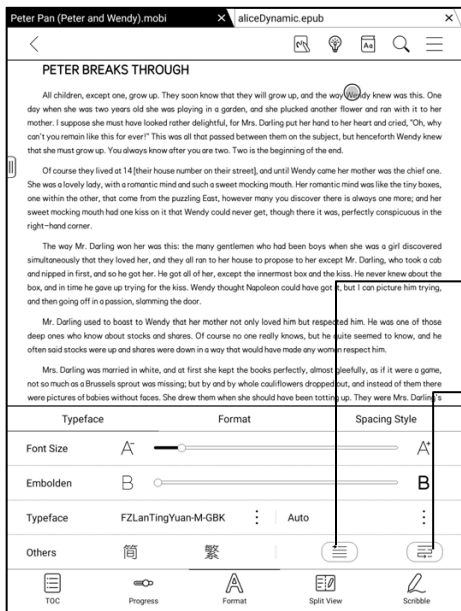 Peter Pan (Peter and Wendy).mobi × aliceDynamic.epub ×
Aa
PETER BREAKS THROUGH
All children, except one, grow up. They soon know that they will grow up, and the way Wendy knew was this. One
day when she was two years old she was playing in a garden, and she plucked another flower and ran with it to her
mother. I suppose she must have looked rather delightful, for Mrs. Darling put her hand to her heart and cried, "Oh, why
can't you remain like this for ever!" This was all that passed between them on the subject, but henceforth Wendy knew
that she must grow up. You always know after you are two. Two is the beginning of the end.
Of course they lived at 14 [their house number on their street], and until Wendy came her mother was the chief one.
She was a lovely lady, with a romantic mind and such a sweet mocking mouth. Her romantic mind was like the tiny boxes,
one within the other, that come from the puzzling East, however many you discover there is always one more; and her
sweet mocking mouth had one kiss on it that Wendy could never get, though there it was, perfectly conspicuous in the
right-hand corner.
The way Mr. Darling won her was this: the many gentlemen who had been boys when she was a girl discovered
simultaneously that they loved her, and they all ran to her house to propose to her except Mr. Darling, who took a cab
and nipped in first, and so he got her. He got all of her, except the innermost box and the kiss. He never knew about the
box, and in time he gave up trying for the kiss. Wendy thought Napoleon could have got it, but I can picture him trying,
and then going off in a passion, slamming the door.
Mr. Darling used to boast to Wendy that her mother not only loved him but respected him. He was one of those
deep ones who know about stocks and shares. Of course no one really knows, but he quite seemed to know, and he
often said stocks were up and shares were down in a way that would have made any women respect him.
Mrs. Darling was married in white, and at first she kept the books perfectly, almost gleefully, as if it were a game,
not so much as a Brussels sprout was missing; but by and by whole cauliflowers dropped out, and instead of them there
were pictures of babies without faces. She drew them when she should have been totting up. They were Mrs. Darling's
Typeface Format Spacing Style
Font Size A- A+
Embolden B B
Typeface FZLanTingYuan-M-GBK Auto
Others 简 繁
TOC Progress Format Split View Scribble